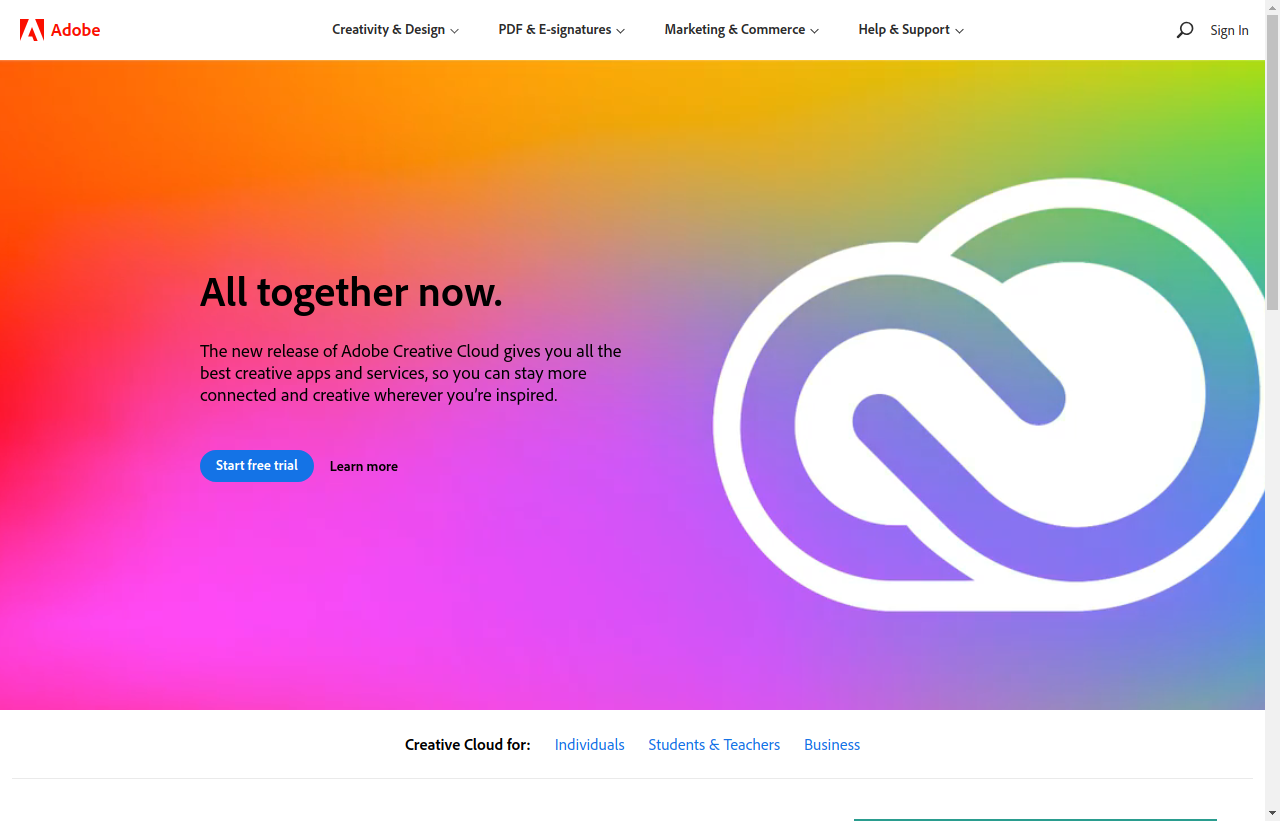 Adobe
Creativity & Design
PDF & E-signatures
Marketing & Commerce
Help & Support
Sign In
All together now.
The new release of Adobe Creative Cloud gives you all the
best creative apps and services, so you can stay more
connected and creative wherever you’re inspired.
Start free trial
Learn more
Creative Cloud for:
Individuals
Students & Teachers
Business